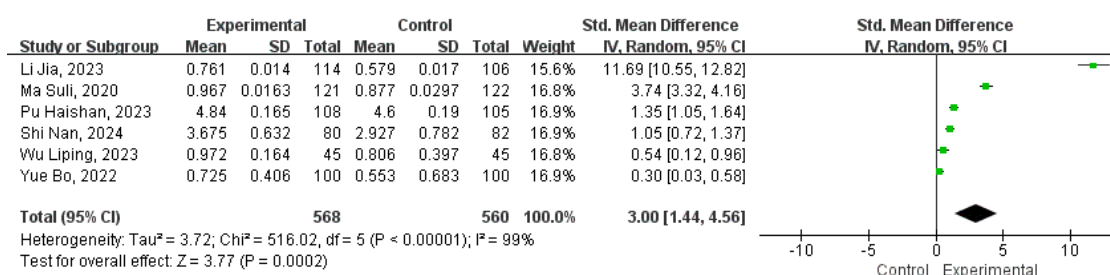 Experimental Control Std. Mean Difference Std. Mean Difference
Study or Subgroup Mean SD Total Mean SD Total Weight IV, Random, 95% CI IV, Random, 95% CI
Li Jia, 2023 0.761 0.014 114 0.579 0.017 106 15.6% 11.69 [10.55, 12.82]
Ma Suli, 2020 0.967 0.0163 121 0.877 0.0297 122 16.8% 3.74 [3.32, 4.16]
Pu Haishan, 2023 4.84 0.165 108 4.6 0.19 105 16.9% 1.35 [1.05, 1.64]
Shi Nan, 2024 3.675 0.632 80 2.927 0.782 82 16.9% 1.05 [0.72, 1.37]
Wu Liping, 2023 0.972 0.164 45 0.806 0.397 45 16.8% 0.54 [0.12, 0.96]
Yue Bo, 2022 0.725 0.406 100 0.553 0.683 100 16.9% 0.30 [0.03, 0.58]
Total (95% CI) 568 560 100.0% 3.00 [1.44, 4.56]
Heterogeneity: Tau² = 3.72; Chi² = 516.02, df = 5 (P < 0.00001); I² = 99%
Test for overall effect: Z = 3.77 (P = 0.0002)
-10 -5 0 5 10
Control Experimental